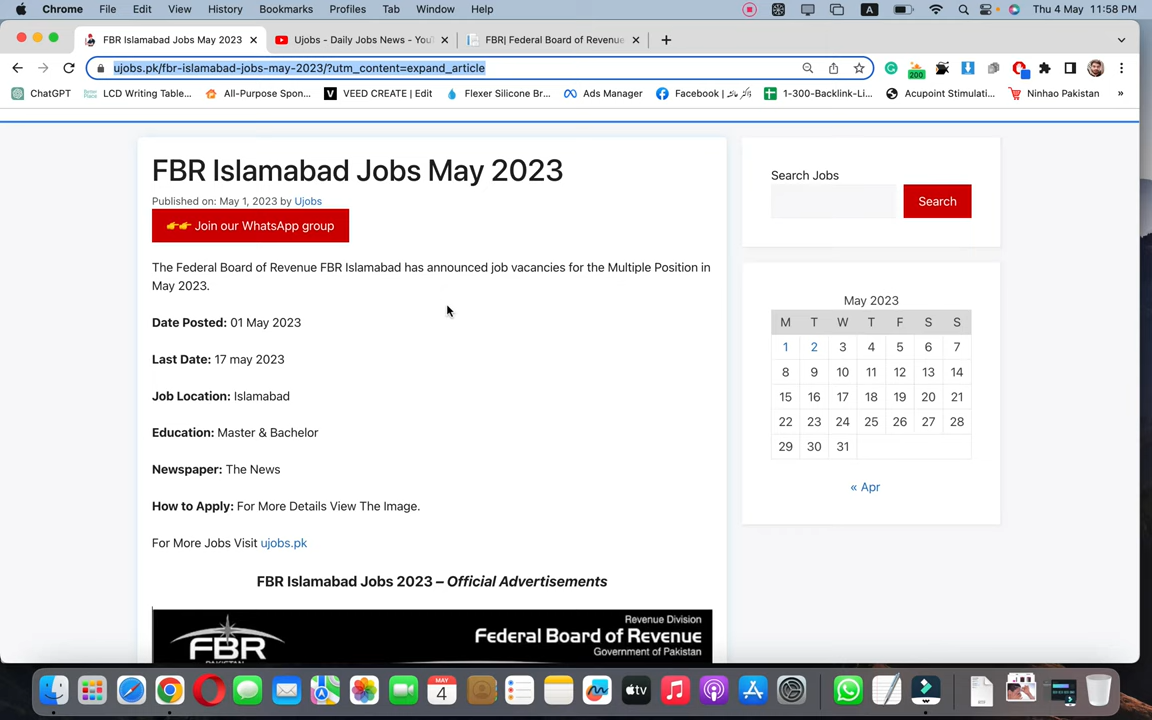 Chrome File Edit View History Bookmarks Profiles Tab Window Help A Thu 4 May 11:58 PM
FBR Islamabad Jobs May 2023 Ujobs - Daily Jobs News - You FBR| Federal Board of Revenue
ujobs.pk/fbr-islamabad-jobs-may-2023/?utm_content=expand_article 200
ChatGPT LCD Writing Table... All-Purpose Spon... VEED CREATE | Edit Flexer Silicone Br... Ads Manager Facebook | 1-300-Backlink-Li... Acupoint Stimulati... Ninhao Pakistan »
FBR Islamabad Jobs May 2023
Published on: May 1, 2023 by Ujobs
👉👉 Join our WhatsApp group
The Federal Board of Revenue FBR Islamabad has announced job vacancies for the Multiple Position in
May 2023.
Date Posted: 01 May 2023
Last Date: 17 may 2023
Job Location: Islamabad
Education: Master & Bachelor
Newspaper: The News
How to Apply: For More Details View The Image.
For More Jobs Visit ujobs.pk
FBR Islamabad Jobs 2023 – Official Advertisements
FBR
PAKISTAN
Revenue Division
Federal Board of Revenue
Government of Pakistan
Search Jobs
Search
May 2023
M T W T F S S
1 2 3 4 5 6 7
8 9 10 11 12 13 14
15 16 17 18 19 20 21
22 23 24 25 26 27 28
29 30 31
« Apr
MAY
4
tv